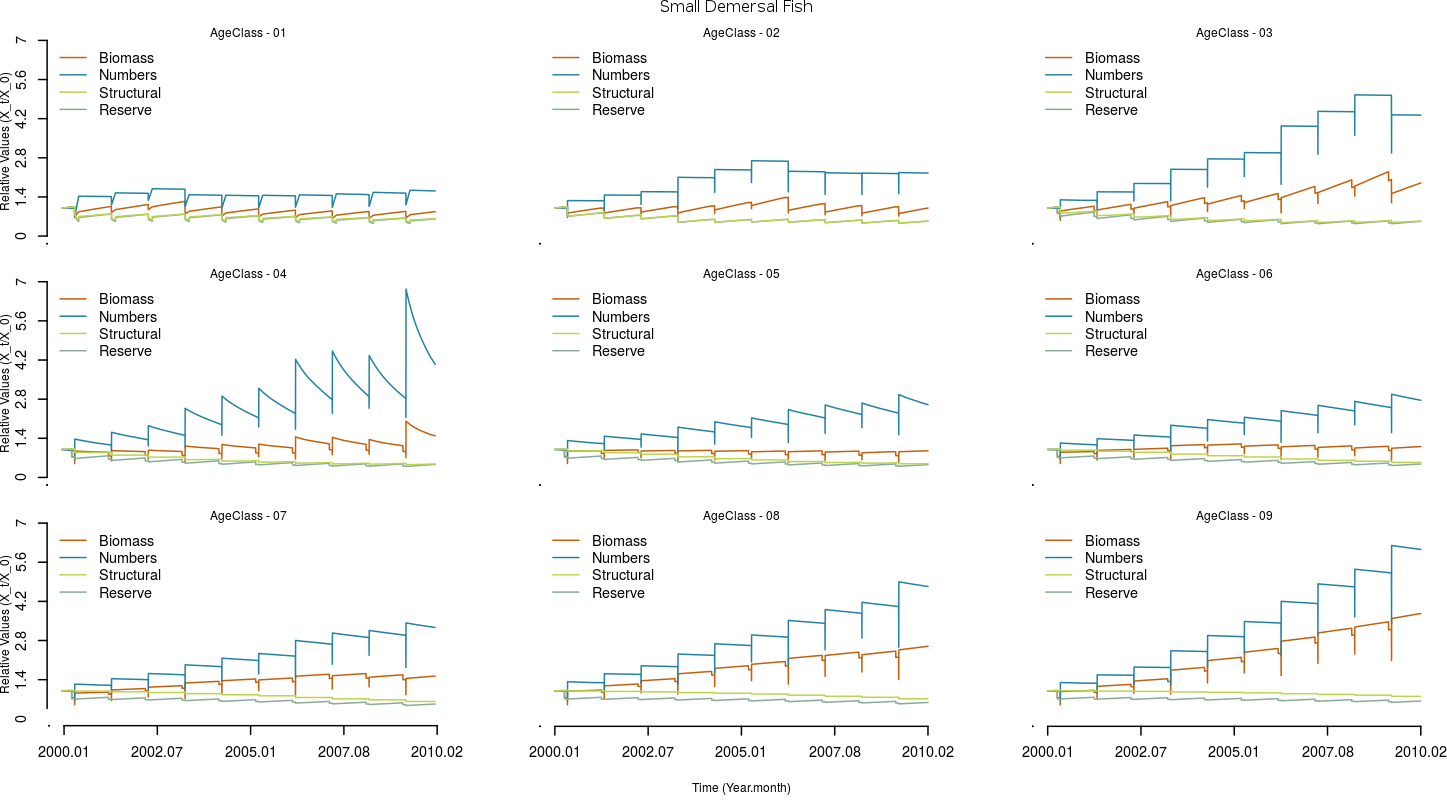 Small Demersal Fish
AgeClass - 01
AgeClass - 02
AgeClass - 03
7
5.6
4.2
2.8
1.4
0
Relative Values (X_t/X_0)
Biomass
Numbers
Structural
Reserve
Biomass
Numbers
Structural
Reserve
Biomass
Numbers
Structural
Reserve
AgeClass - 04
AgeClass - 05
AgeClass - 06
7
5.6
4.2
2.8
1.4
0
Relative Values (X_t/X_0)
Biomass
Numbers
Structural
Reserve
Biomass
Numbers
Structural
Reserve
Biomass
Numbers
Structural
Reserve
AgeClass - 07
AgeClass - 08
AgeClass - 09
7
5.6
4.2
2.8
1.4
0
Relative Values (X_t/X_0)
Biomass
Numbers
Structural
Reserve
Biomass
Numbers
Structural
Reserve
Biomass
Numbers
Structural
Reserve
2000.01 2002.07 2005.01 2007.08 2010.02
2000.01 2002.07 2005.01 2007.08 2010.02
2000.01 2002.07 2005.01 2007.08 2010.02
Time (Year.month)